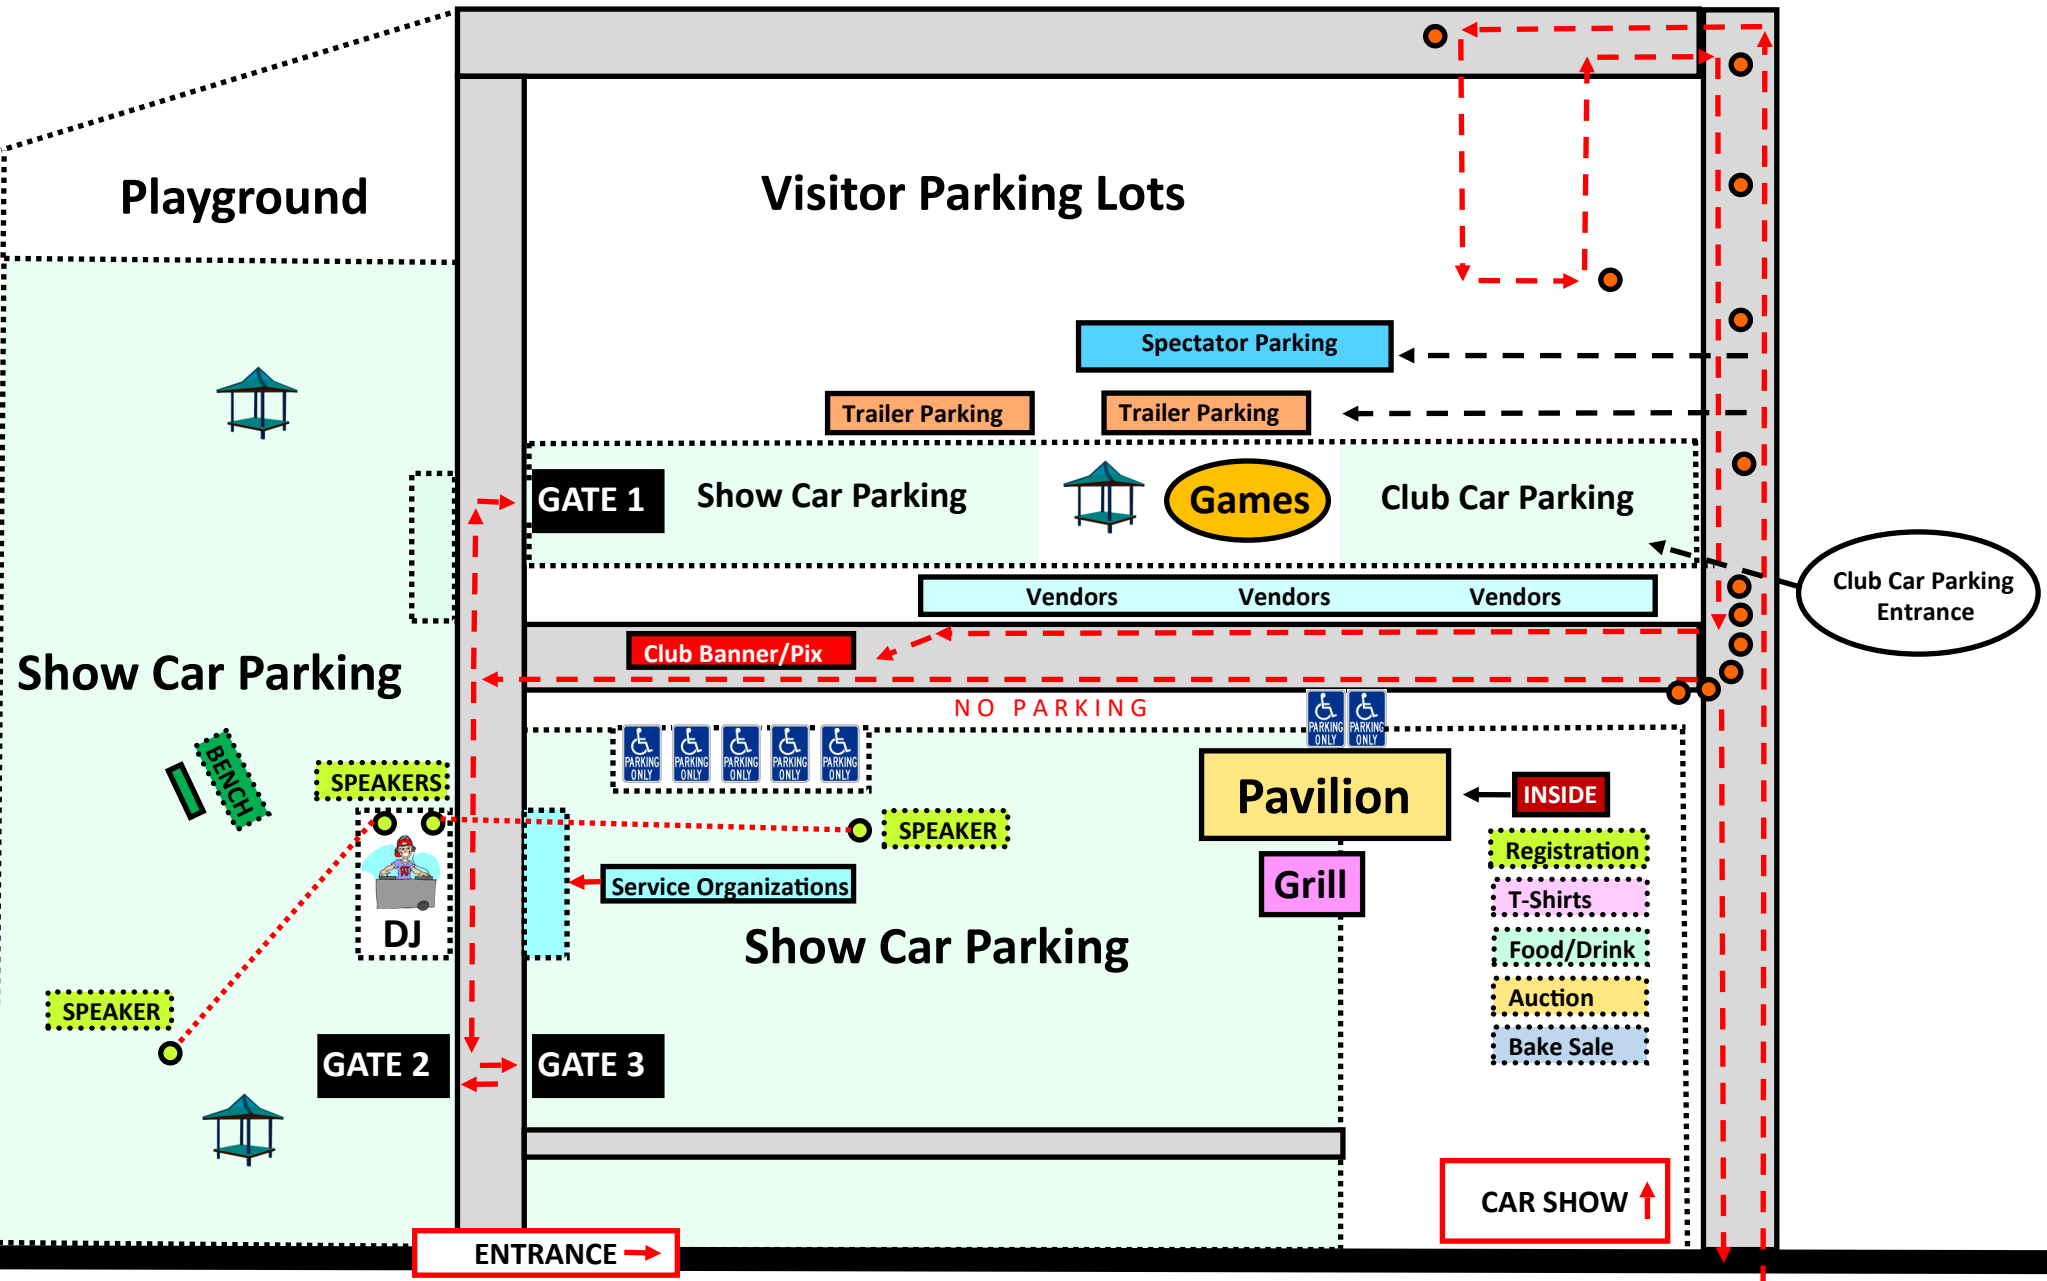 Playground
Visitor Parking Lots
Spectator Parking
Trailer Parking
Trailer Parking
GATE 1
Show Car Parking
Games
Club Car Parking
Club Car Parking
Entrance
Vendors
Vendors
Vendors
Club Banner/Pix
Show Car Parking
NO PARKING
PARKING
ONLY
PARKING
ONLY
PARKING
ONLY
PARKING
ONLY
PARKING
ONLY
PARKING
ONLY
PARKING
ONLY
BENCH
SPEAKERS
Pavilion
INSIDE
SPEAKER
Registration
Service Organizations
Grill
T-Shirts
DJ
Show Car Parking
Food/Drink
Auction
SPEAKER
Bake Sale
GATE 2
GATE 3
CAR SHOW
ENTRANCE